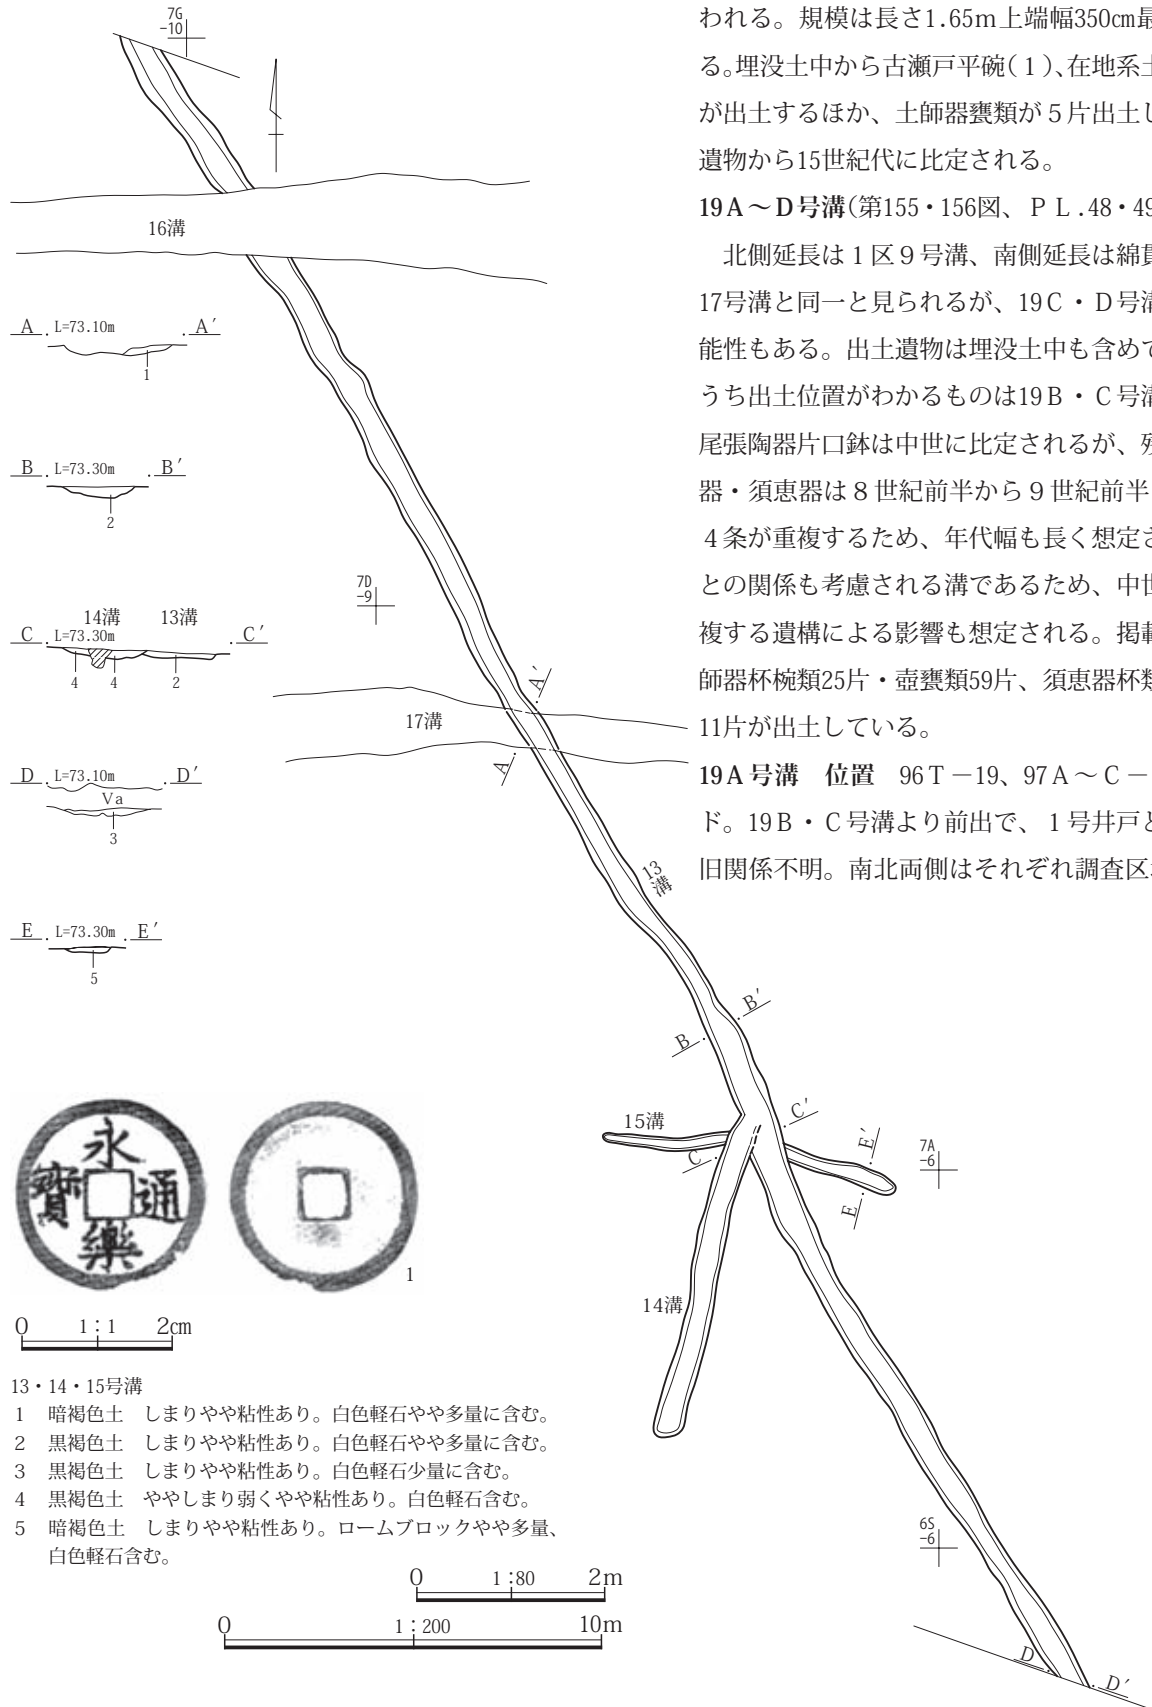 われる。規模は長さ1.65m上端幅350㎝最
る。埋没土中から古瀬戸平碗(１)、在地系土
が出土するほか、土師器甕類が５片出土し
遺物から15世紀代に比定される。
19Ａ～Ｄ号溝(第155・156図、ＰＬ.48・49
北側延長は１区９号溝、南側延長は綿貫
17号溝と同一と見られるが、19Ｃ・Ｄ号溝
能性もある。出土遺物は埋没土中も含めて
うち出土位置がわかるものは19Ｂ・Ｃ号溝
尾張陶器片口鉢は中世に比定されるが、残
器・須恵器は８世紀前半から９世紀前半
４条が重複するため、年代幅も長く想定さ
との関係も考慮される溝であるため、中世
複する遺構による影響も想定される。掲載
師器杯椀類25片・壺甕類59片、須恵器杯類
11片が出土している。
19Ａ号溝　位置　96Ｔ－19、97Ａ～Ｃ－
ド。19Ｂ・Ｃ号溝より前出で、１号井戸と
旧関係不明。南北両側はそれぞれ調査区
7G
-10
16溝
A L=73.10m A′
1
B L=73.30m B′
2
14溝 13溝
C L=73.30m C′
4 4 2
D L=73.10m D′
Va
3
E L=73.30m E′
5
7D
-9
A′
17溝
A
13溝
B′
B
15溝
C′
C
E′
E
7A
-6
14溝
6S
-6
D
D′
永樂通寶
1
0 1：1 2㎝
13・14・15号溝
1 暗褐色土　しまりやや粘性あり。白色軽石やや多量に含む。
2 黒褐色土　しまりやや粘性あり。白色軽石やや多量に含む。
3 黒褐色土　しまりやや粘性あり。白色軽石少量に含む。
4 黒褐色土　ややしまり弱くやや粘性あり。白色軽石含む。
5 暗褐色土　しまりやや粘性あり。ロームブロックやや多量、
白色軽石含む。
0 1：80 2m
0 1：200 10m